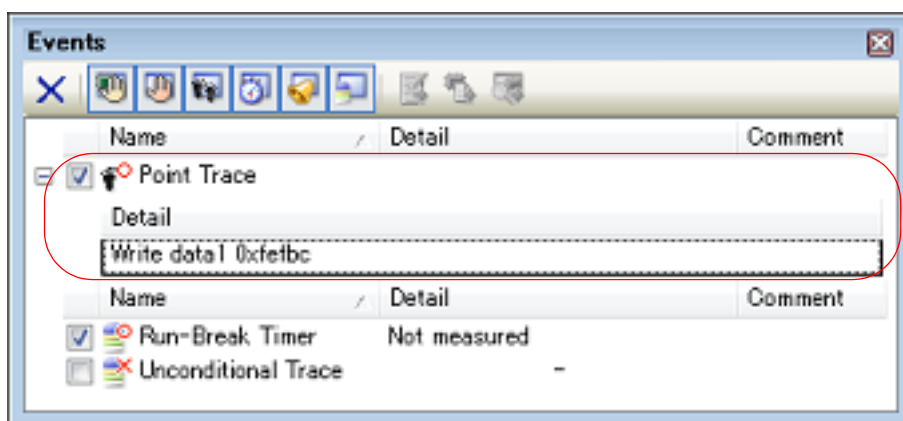 Events
Name Detail Comment
Point Trace
Detail
Write data1 0xfefbc
Name Detail Comment
Run-Break Timer Not measured
Unconditional Trace -